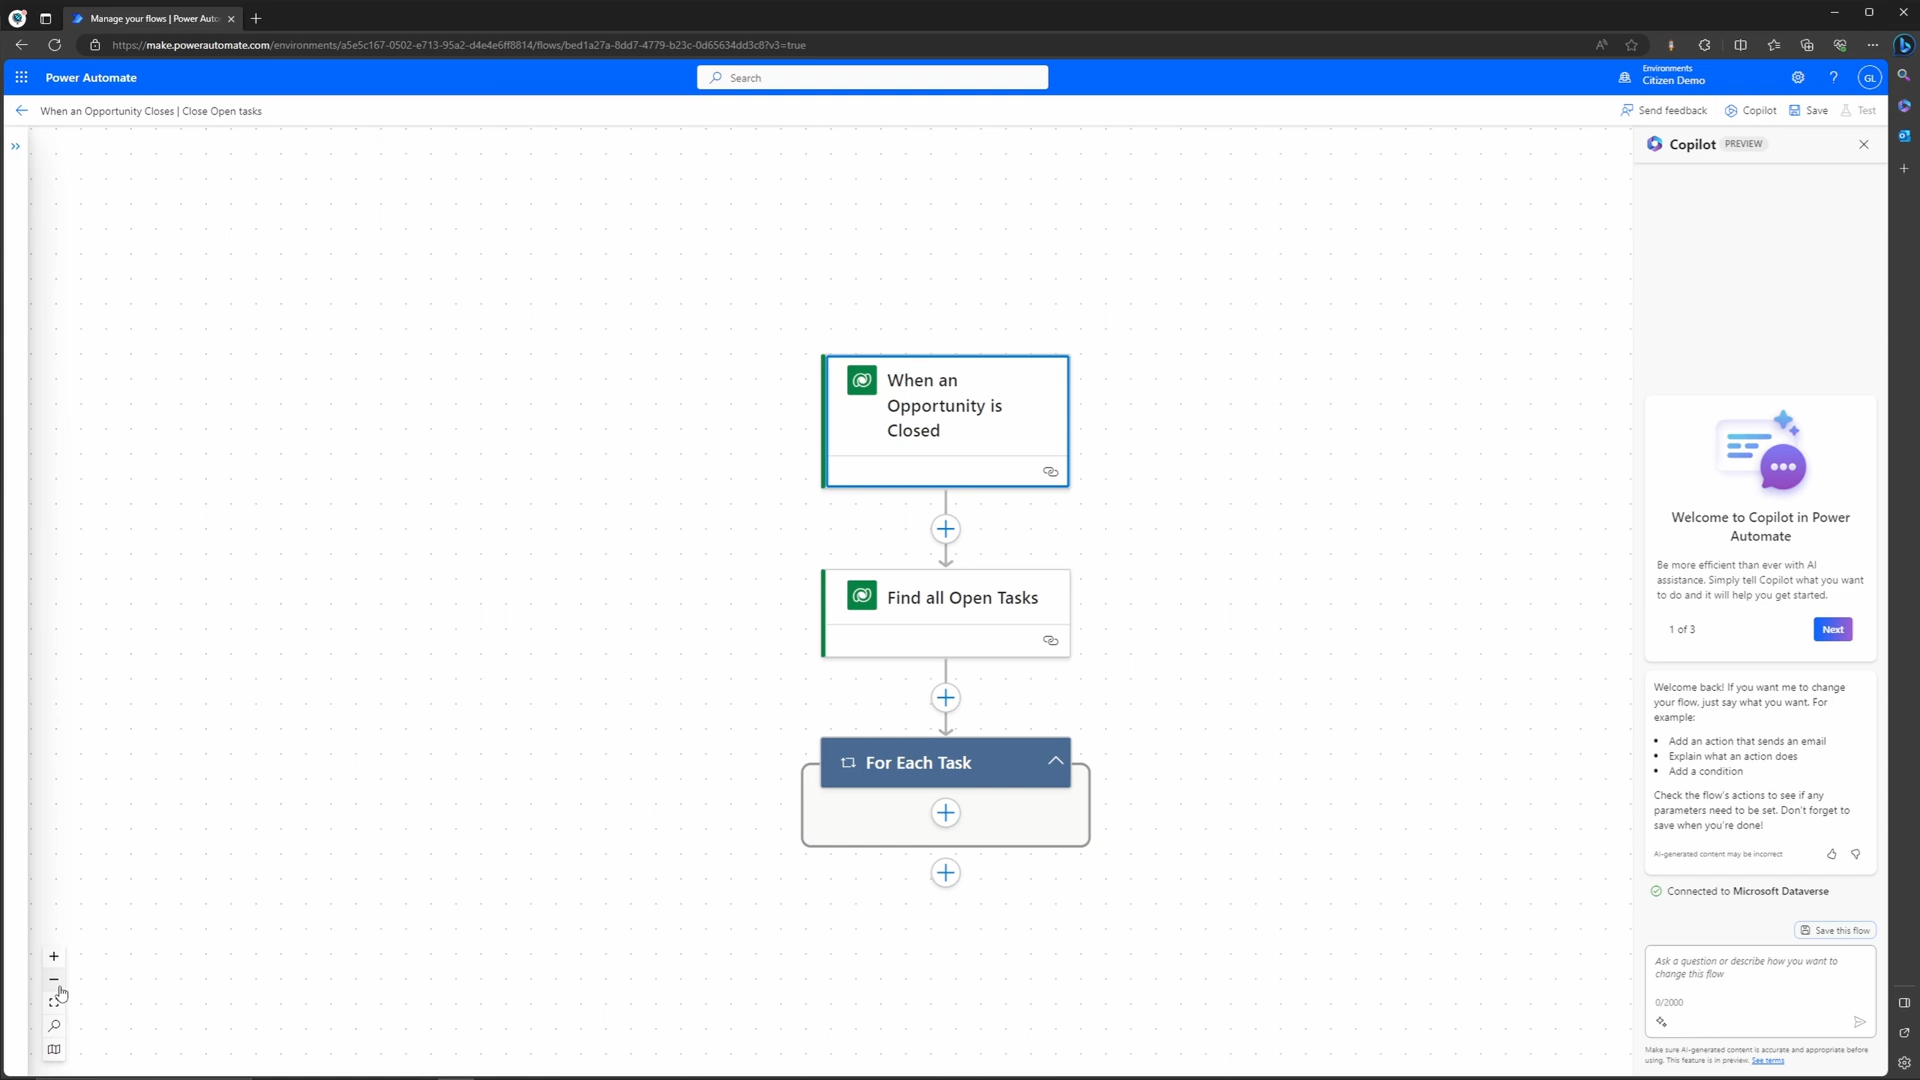 Manage your flows | Power Auto
https://make.powerautomate.com/environments/a5e5c167-0502-e713-95a2-d4e4e6ff8814/flows/bed1a27a-8dd7-4779-b23c-0d65634dd3c8?v3=true
Power Automate
Search
Environments
Citizen Demo
GL
When an Opportunity Closes | Close Open tasks
Send feedback
Copilot
Save
Test
Copilot PREVIEW
When an
Opportunity is
Closed
Find all Open Tasks
For Each Task
Welcome to Copilot in Power
Automate
Be more efficient than ever with AI
assistance. Simply tell Copilot what you want
to do and it will help you get started.
1 of 3
Next
Welcome back! If you want me to change
your flow, just say what you want. For
example:
• Add an action that sends an email
• Explain what an action does
• Add a condition
Check the flow's actions to see if any
parameters need to be set. Don't forget to
save when you're done!
AI-generated content may be incorrect
Connected to Microsoft Dataverse
Save this flow
Ask a question or describe how you want to
change this flow
0/2000
Make sure AI-generated content is accurate and appropriate before
using. This feature is in preview. See terms